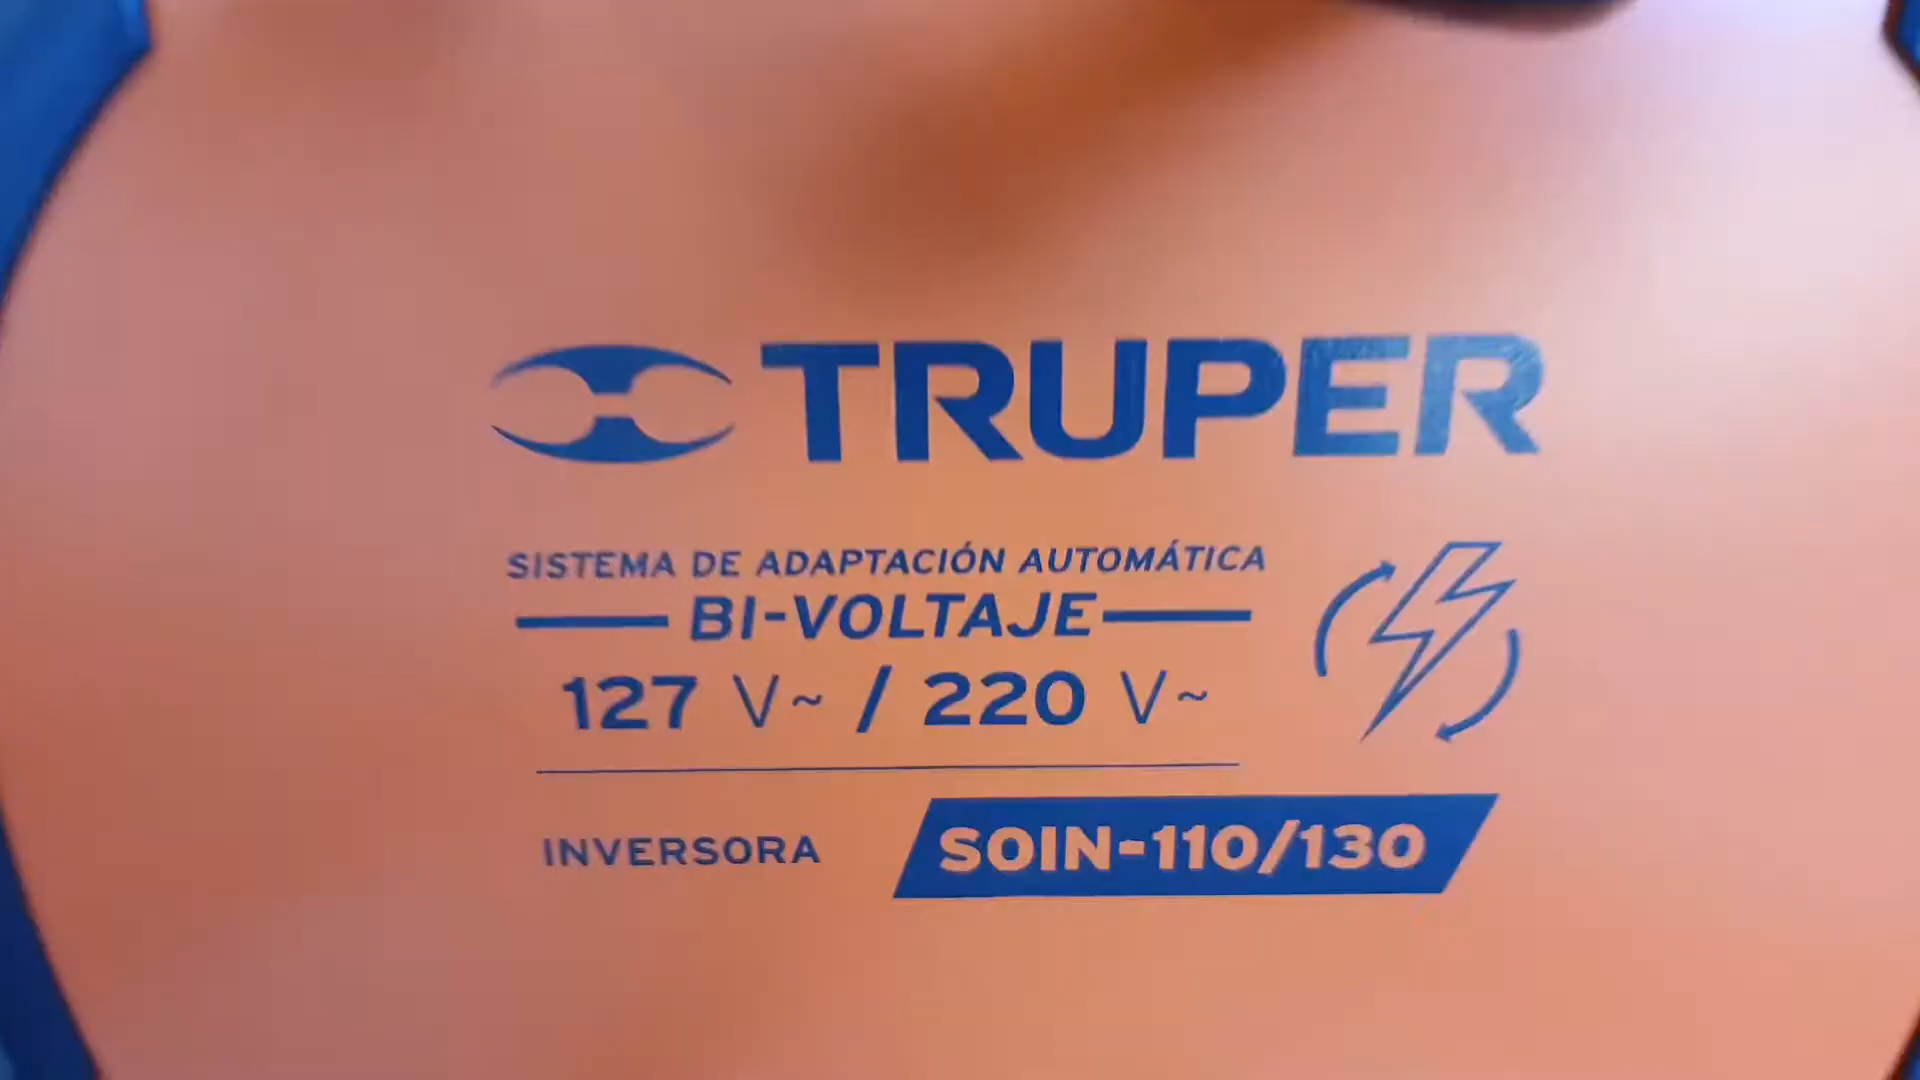 TRUPER
SISTEMA DE ADAPTACIÓN AUTOMÁTICA
BI-VOLTAJE
127 V~ / 220 V~
INVERSORA SOIN-110/130